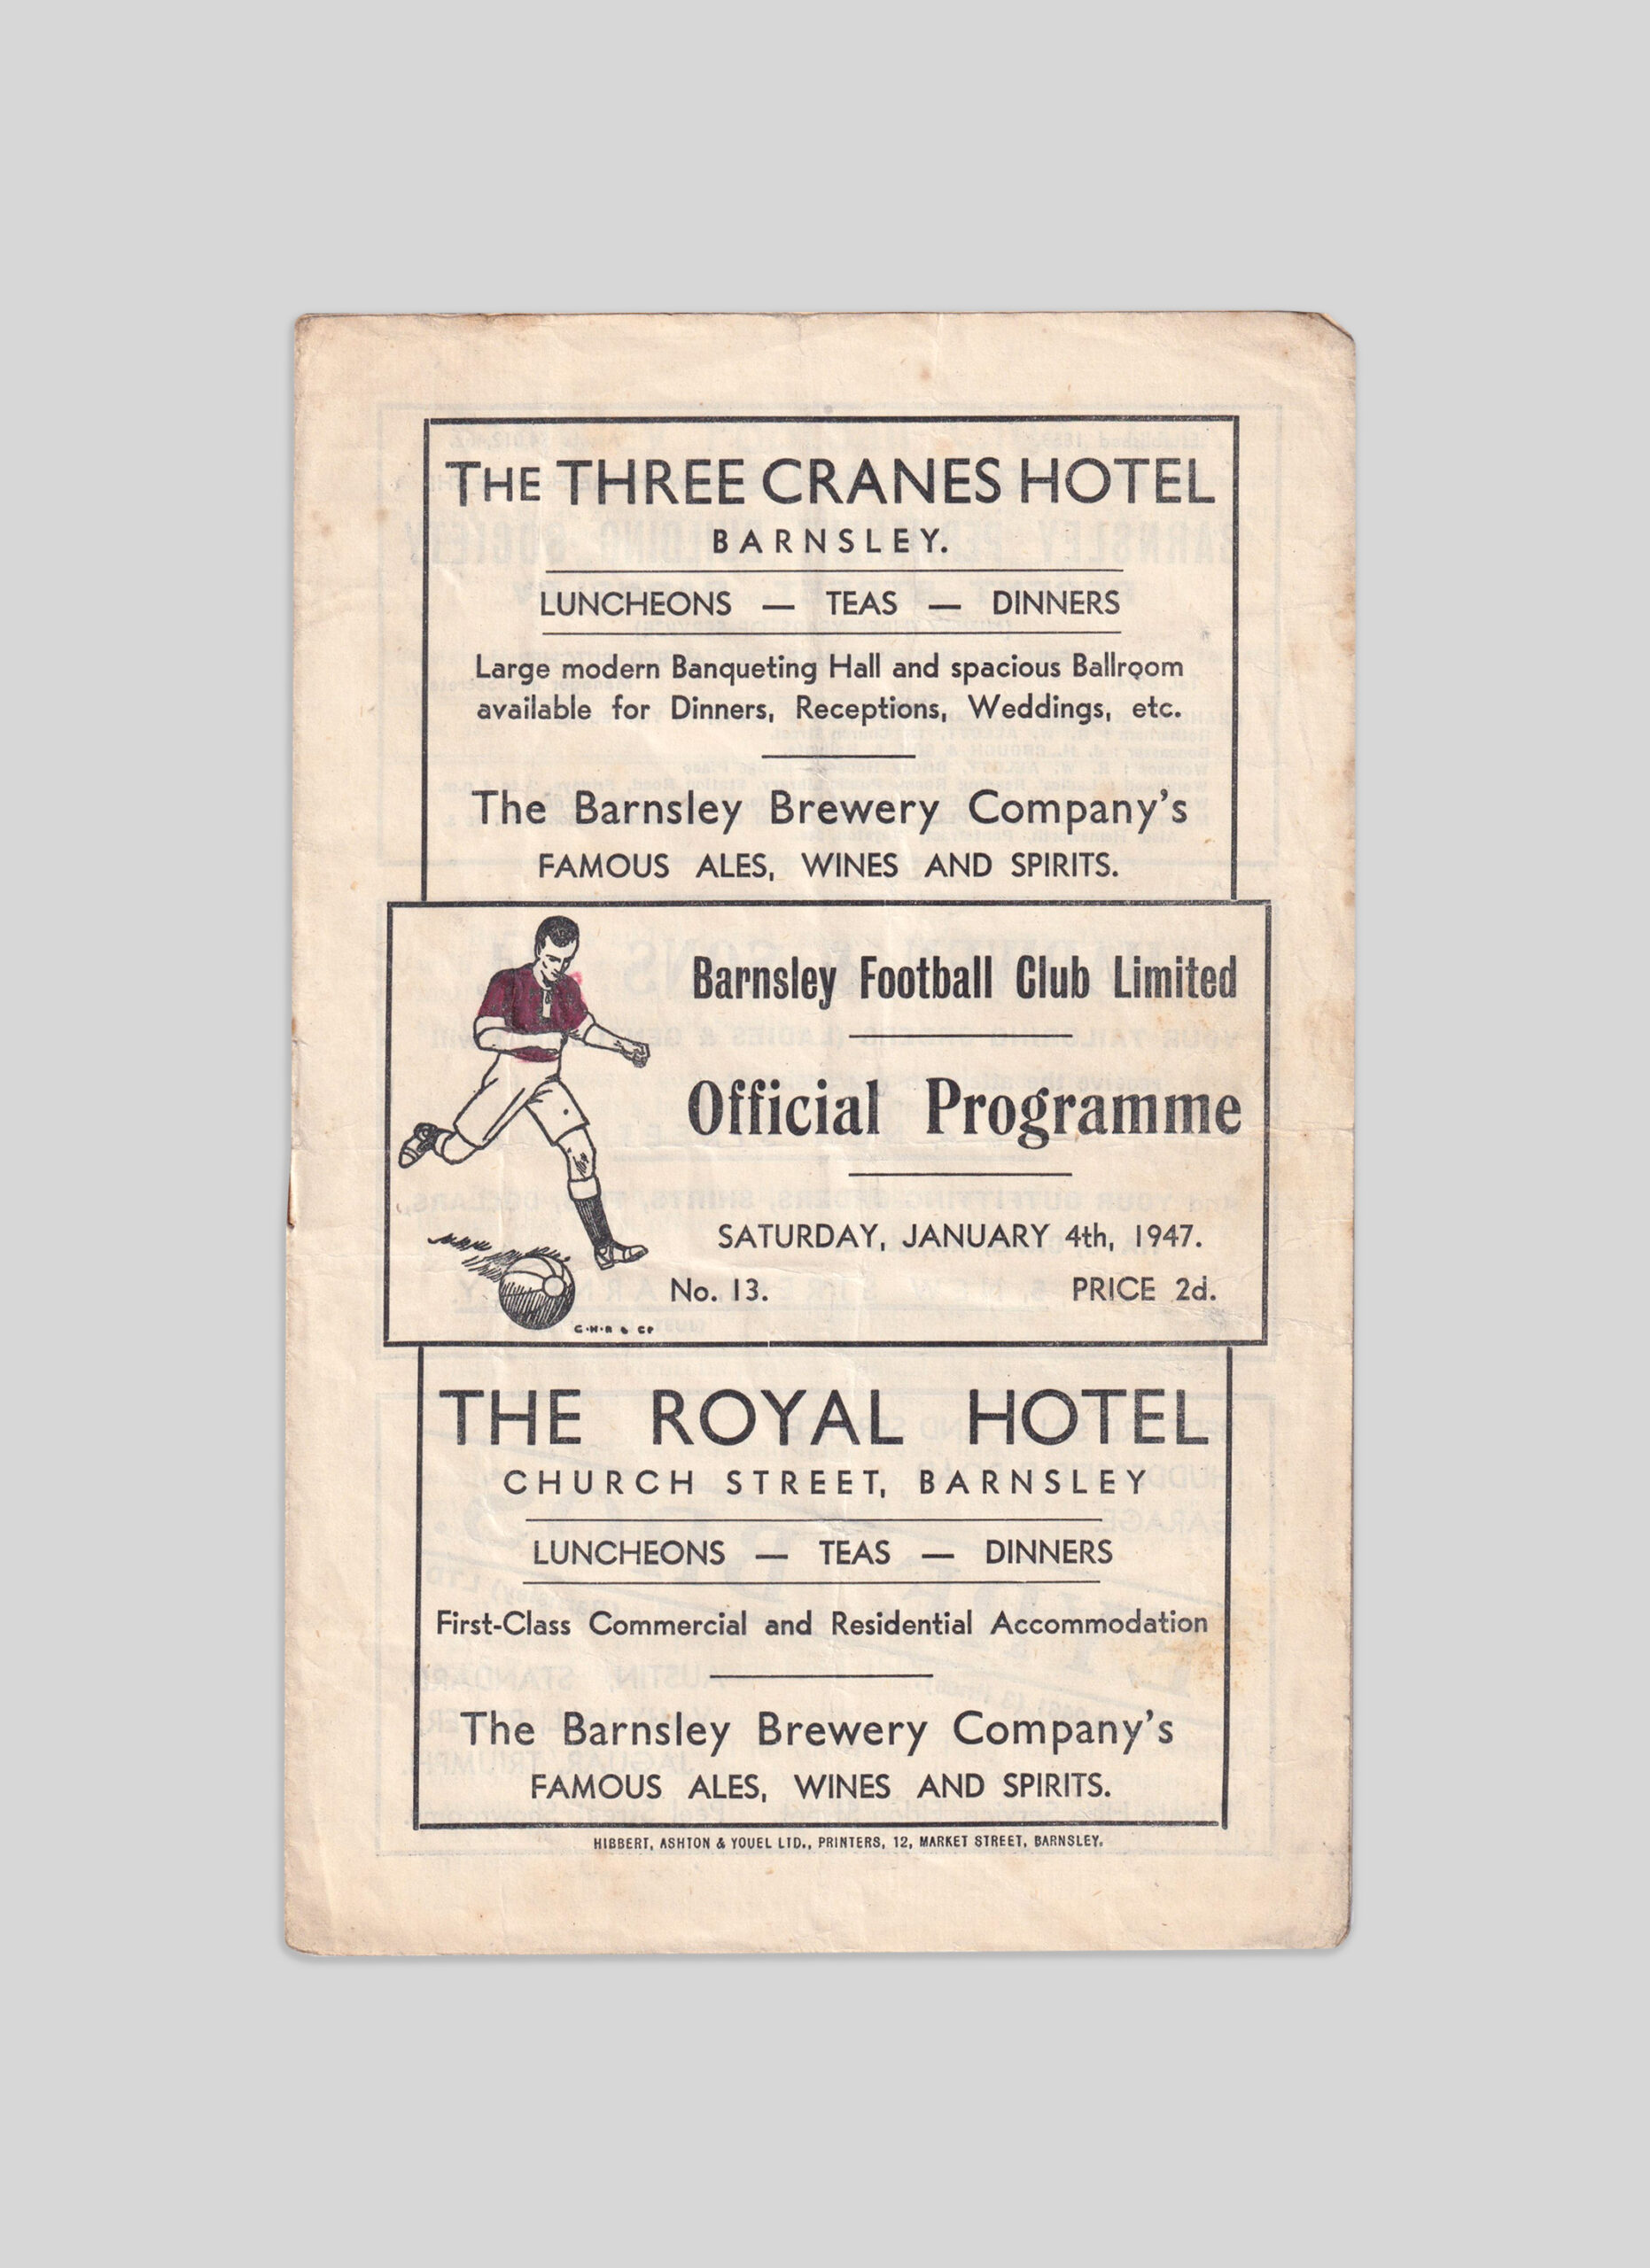 THE THREE CRANES HOTEL
BARNSLEY.
LUNCHEONS — TEAS — DINNERS
Large modern Banqueting Hall and spacious Ballroom
available for Dinners, Receptions, Weddings, etc.
The Barnsley Brewery Company's
FAMOUS ALES, WINES AND SPIRITS.
Barnsley Football Club Limited
Official Programme
SATURDAY, JANUARY 4th, 1947.
No. 13. PRICE 2d.
THE ROYAL HOTEL
CHURCH STREET, BARNSLEY
LUNCHEONS — TEAS — DINNERS
First-Class Commercial and Residential Accommodation
The Barnsley Brewery Company's
FAMOUS ALES, WINES AND SPIRITS.
HIBBERT, ASHTON & YOUEL LTD., PRINTERS, 12, MARKET STREET, BARNSLEY.